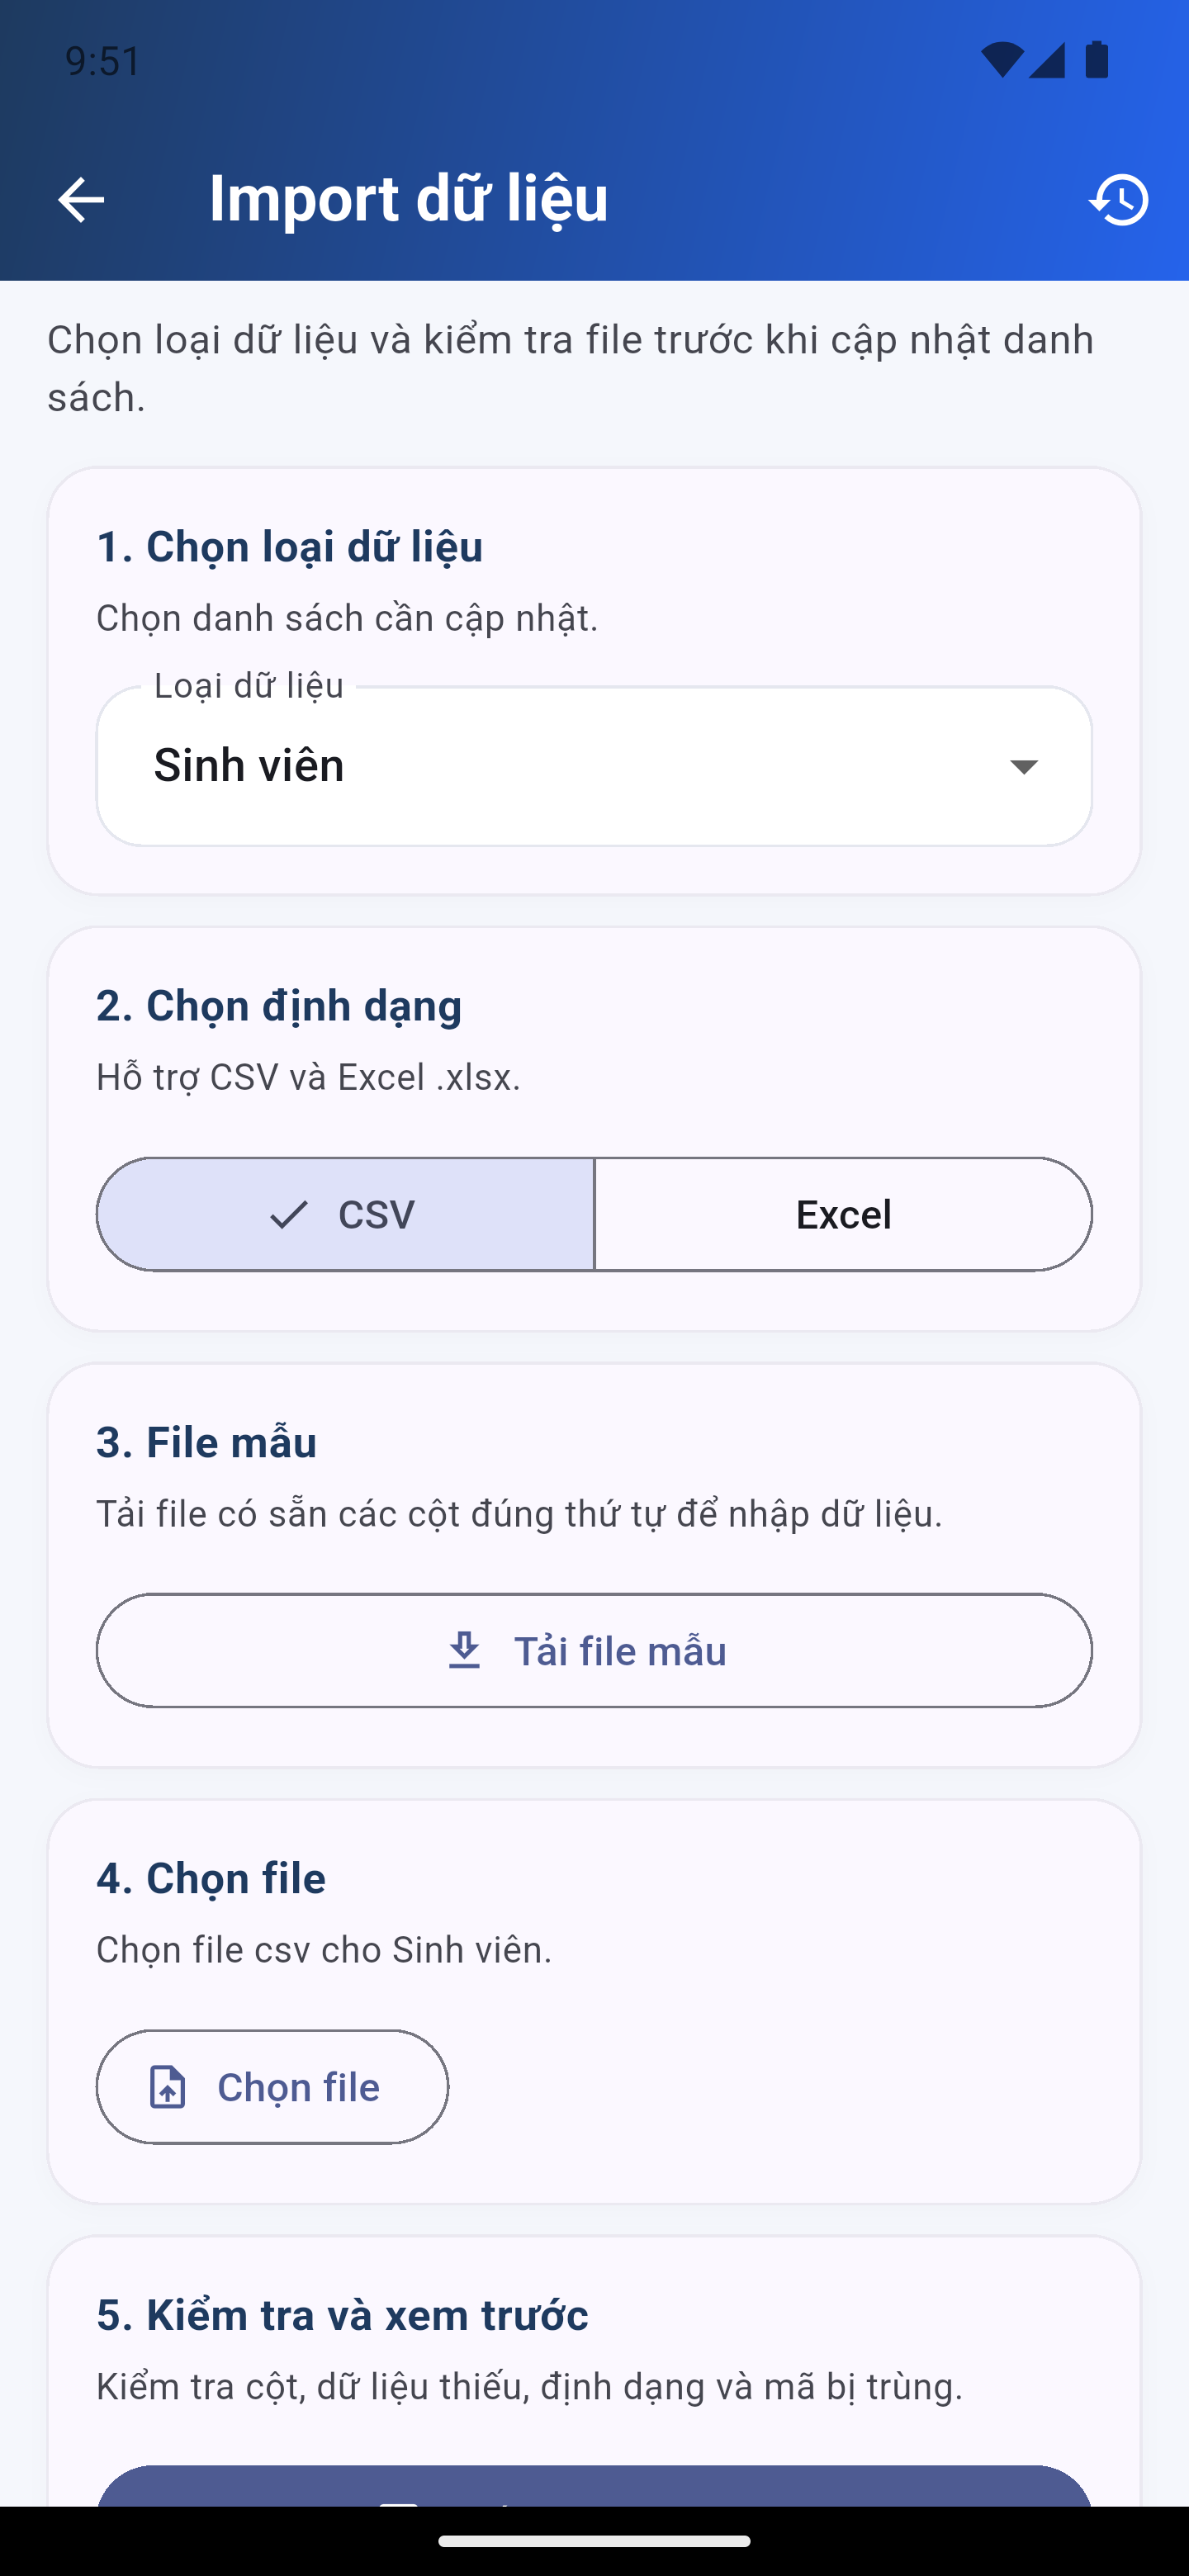 9:51
Import dữ liệu
Chọn loại dữ liệu và kiểm tra file trước khi cập nhật danh
sách.
1. Chọn loại dữ liệu
Chọn danh sách cần cập nhật.
Loại dữ liệu
Sinh viên
2. Chọn định dạng
Hỗ trợ CSV và Excel .xlsx.
CSV
Excel
3. File mẫu
Tải file có sẵn các cột đúng thứ tự để nhập dữ liệu.
Tải file mẫu
4. Chọn file
Chọn file csv cho Sinh viên.
Chọn file
5. Kiểm tra và xem trước
Kiểm tra cột, dữ liệu thiếu, định dạng và mã bị trùng.